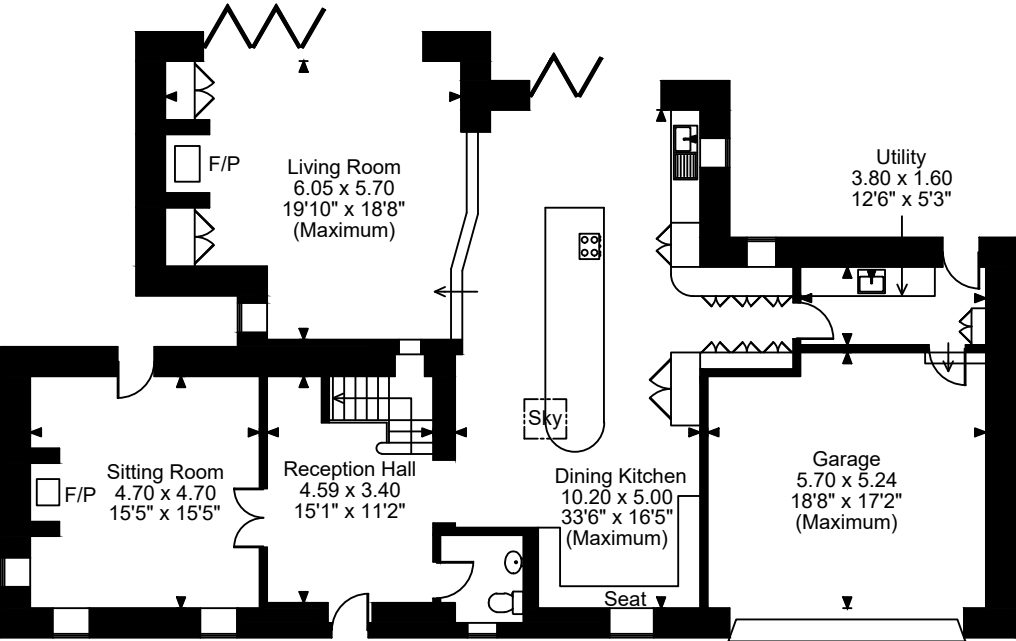 F/P
Living Room
6.05 x 5.70
19'10" x 18'8"
(Maximum)
Utility
3.80 x 1.60
12'6" x 5'3"
Sky
Sitting Room
4.70 x 4.70
15'5" x 15'5"
F/P
Reception Hall
4.59 x 3.40
15'1" x 11'2"
Dining Kitchen
10.20 x 5.00
33'6" x 16'5"
(Maximum)
Garage
5.70 x 5.24
18'8" x 17'2"
(Maximum)
Seat